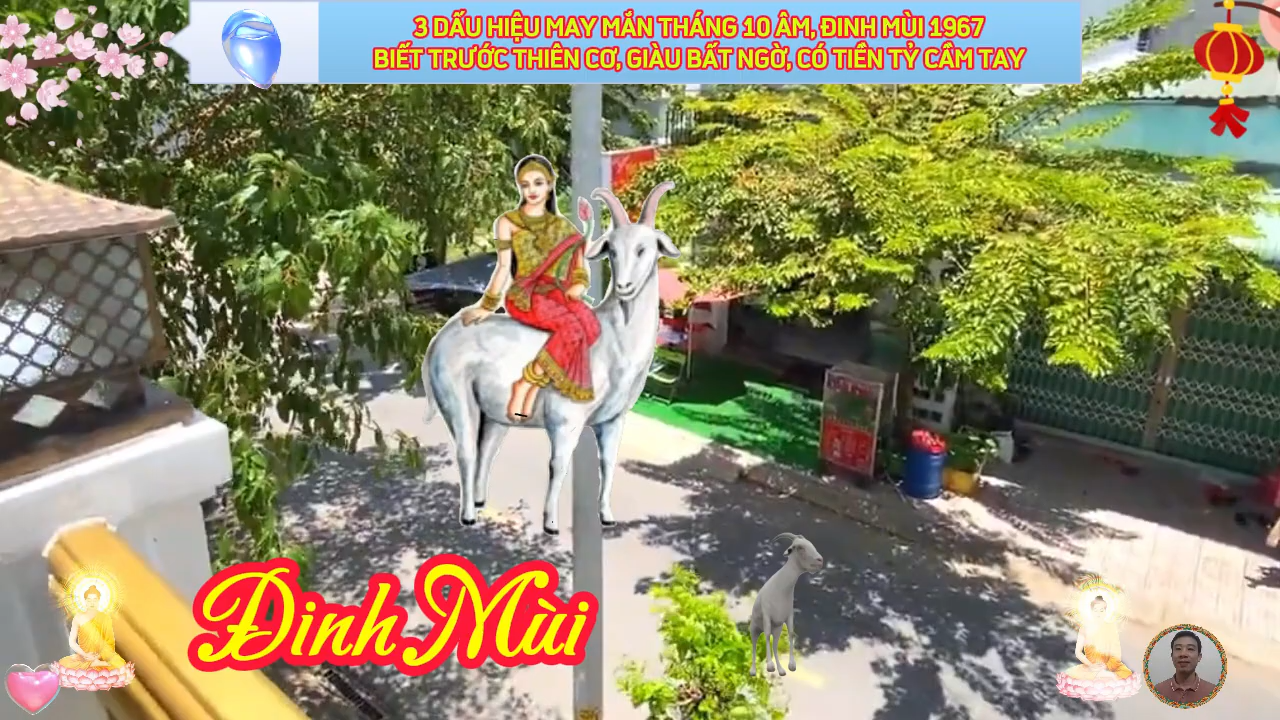 3 DẤU HIỆU MAY MẮN THÁNG 10 ÂM, ĐINH MÙI 1967
BIẾT TRƯỚC THIÊN CƠ, GIÀU BẤT NGỜ, CÓ TIỀN TỶ CẦM TAY
Đinh Mùi